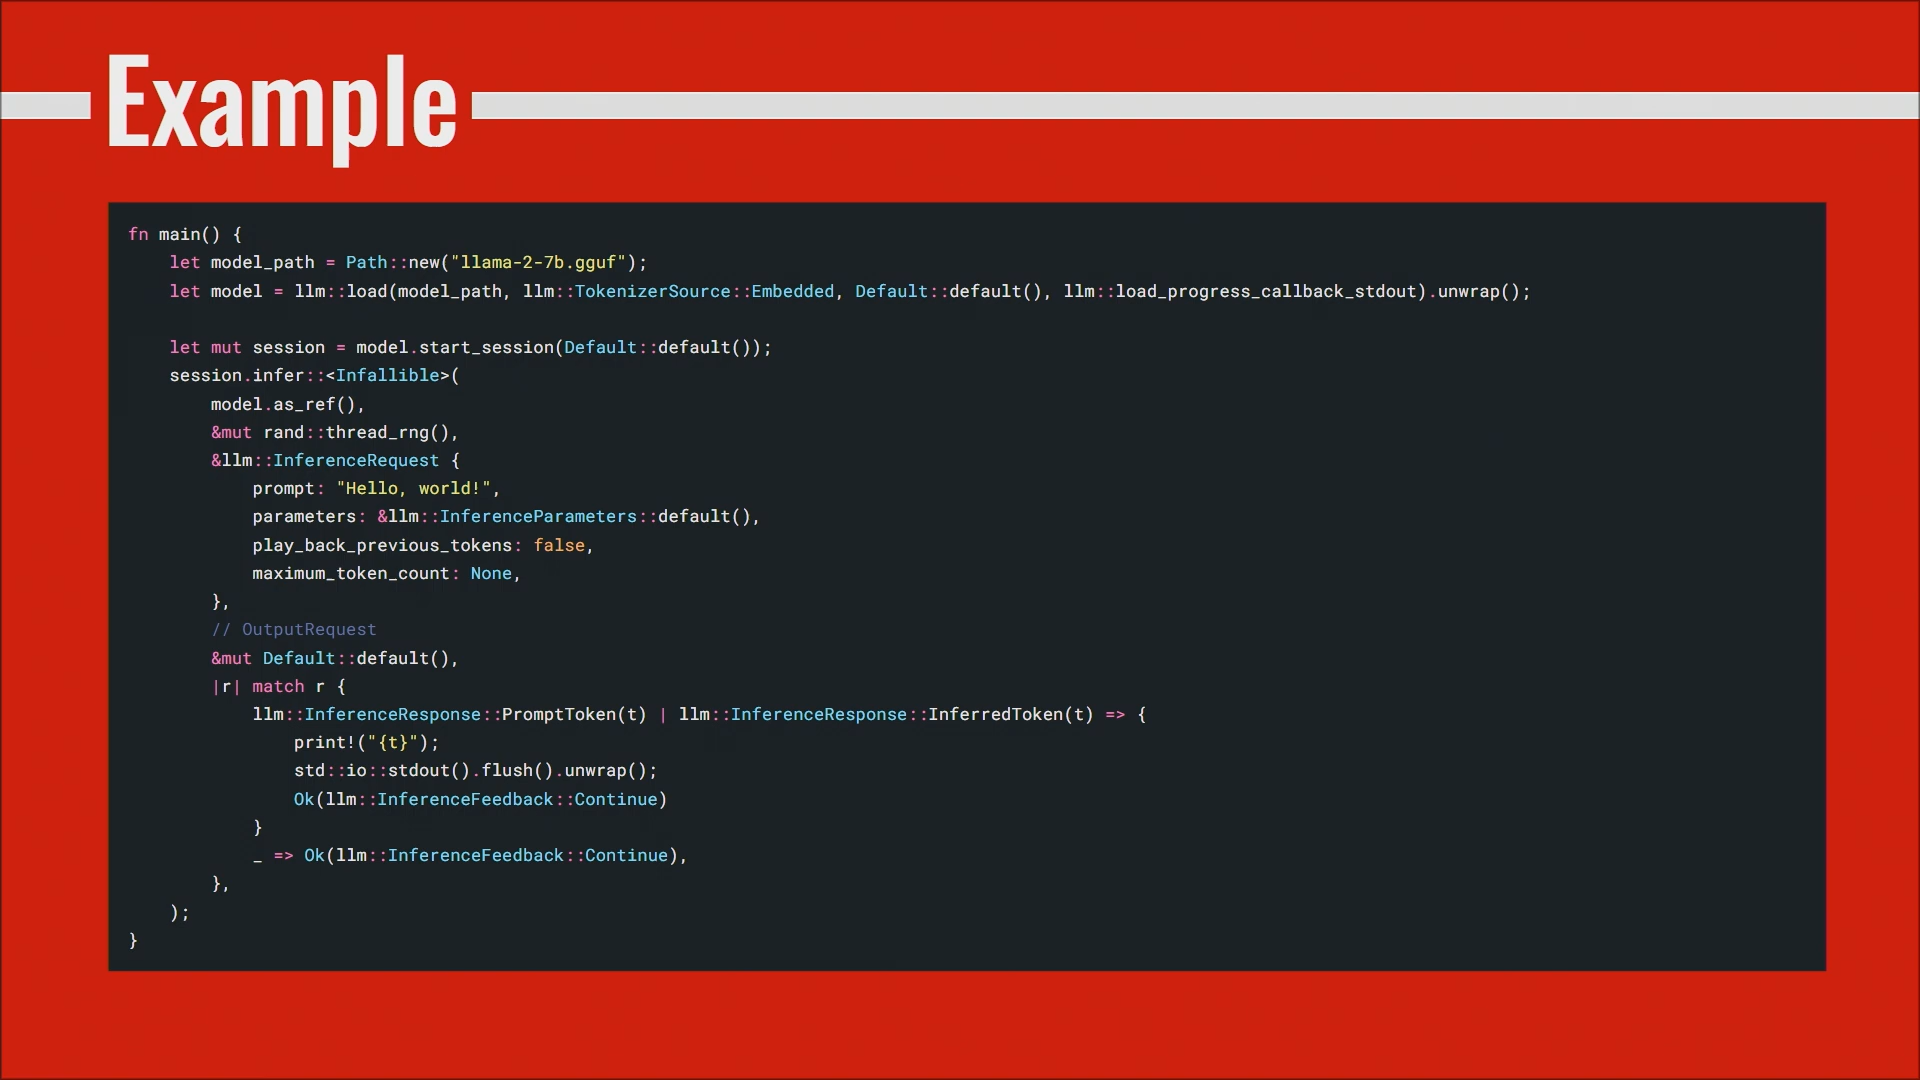 Example
fn main() {
    let model_path = Path::new("llama-2-7b.gguf");
    let model = llm::load(model_path, llm::TokenizerSource::Embedded, Default::default(), llm::load_progress_callback_stdout).unwrap();

    let mut session = model.start_session(Default::default());
    session.infer::<Infallible>(
        model.as_ref(),
        &mut rand::thread_rng(),
        &llm::InferenceRequest {
            prompt: "Hello, world!",
            parameters: &llm::InferenceParameters::default(),
            play_back_previous_tokens: false,
            maximum_token_count: None,
        },
        // OutputRequest
        &mut Default::default(),
        |r| match r {
            llm::InferenceResponse::PromptToken(t) | llm::InferenceResponse::InferredToken(t) => {
                print!("{t}");
                std::io::stdout().flush().unwrap();
                Ok(llm::InferenceFeedback::Continue)
            }
            _ => Ok(llm::InferenceFeedback::Continue),
        },
    );
}